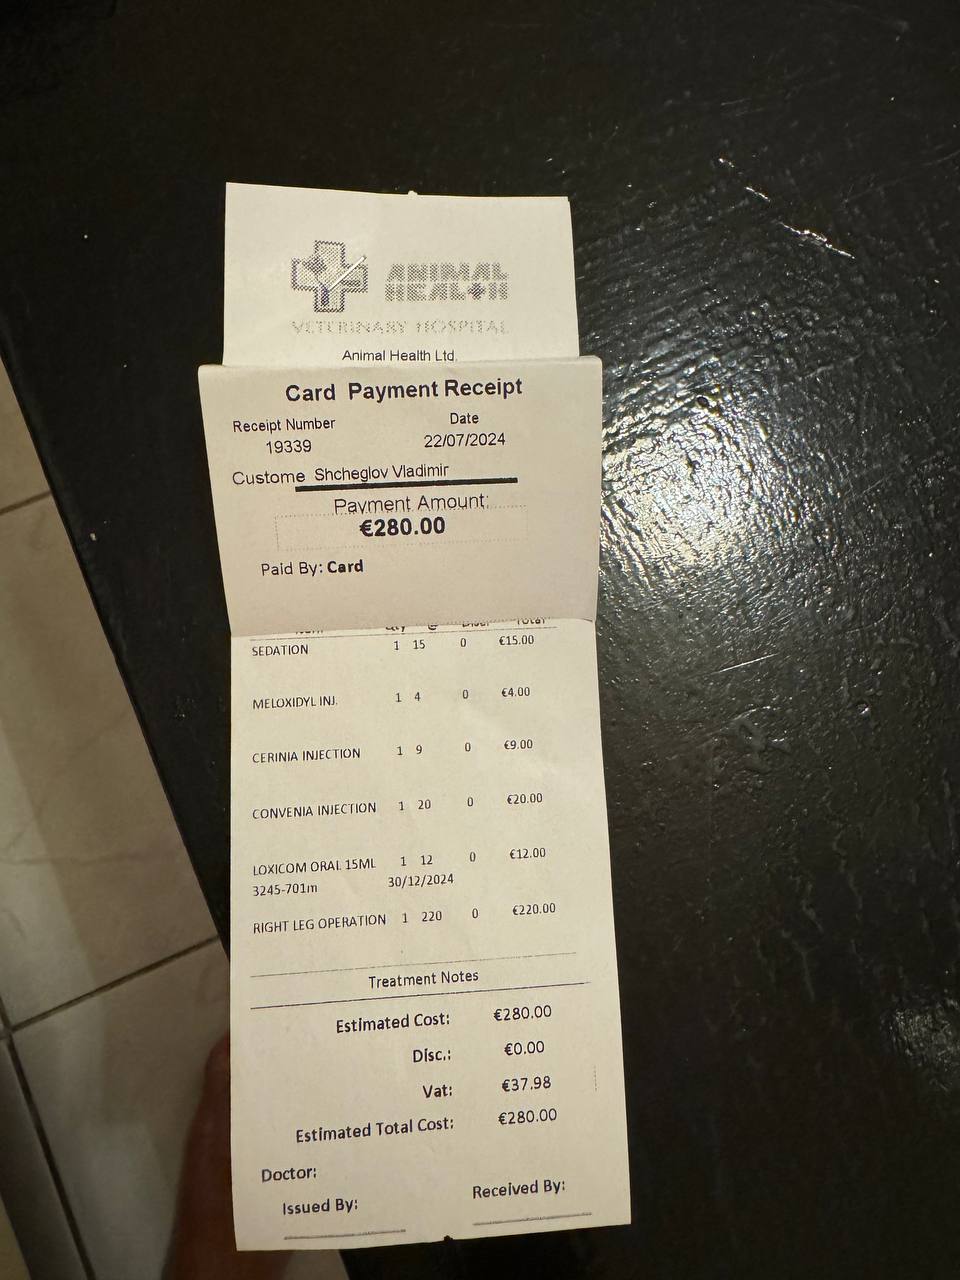 ANIMAL
HEALTH
VETERINARY HOSPITAL
Animal Health Ltd.
Card Payment Receipt
Receipt Number Date
19339 22/07/2024
Custome Shcheglov Vladimir
Payment Amount:
€280.00
Paid By: Card
Qty @ Disc. Total
SEDATION 1 15 0 €15.00
MELOXIDYL INJ. 1 4 0 €4.00
CERINIA INJECTION 1 9 0 €9.00
CONVENIA INJECTION 1 20 0 €20.00
LOXICOM ORAL 15ML 1 12 0 €12.00
3245-701m 30/12/2024
RIGHT LEG OPERATION 1 220 0 €220.00
Treatment Notes
Estimated Cost: €280.00
Disc.: €0.00
Vat: €37.98
Estimated Total Cost: €280.00
Doctor:
Issued By: Received By: